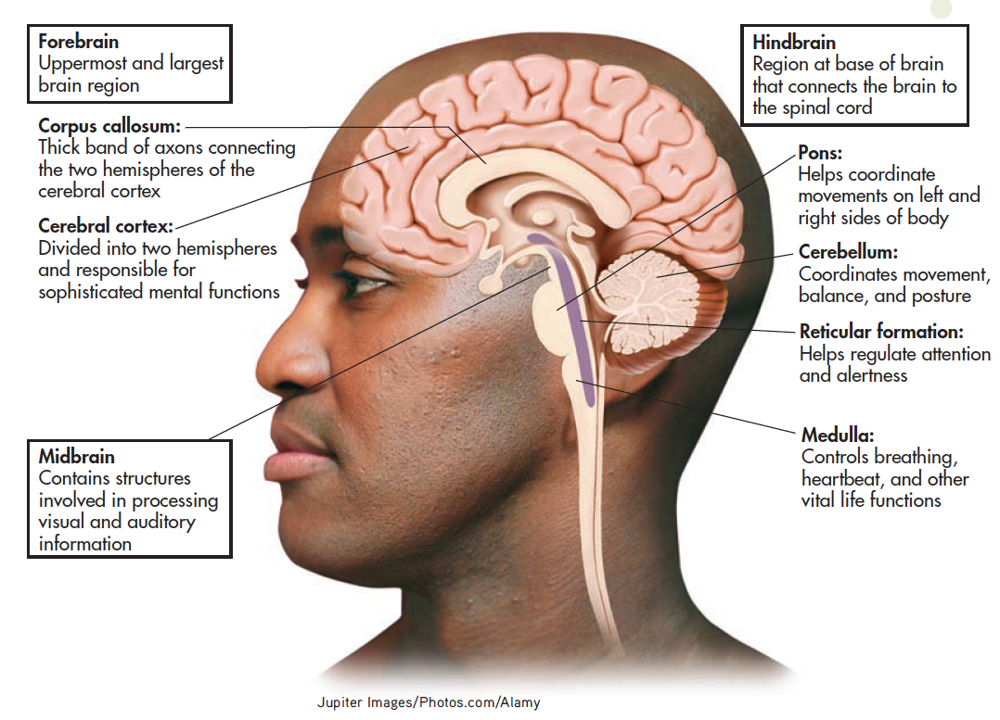 Forebrain
Uppermost and largest
brain region
Corpus callosum:
Thick band of axons connecting
the two hemispheres of the
cerebral cortex
Cerebral cortex:
Divided into two hemispheres
and responsible for
sophisticated mental functions
Midbrain
Contains structures
involved in processing
visual and auditory
information
Hindbrain
Region at base of brain
that connects the brain to
the spinal cord
Pons:
Helps coordinate
movements on left and
right sides of body
Cerebellum:
Coordinates movement,
balance, and posture
Reticular formation:
Helps regulate attention
and alertness
Medulla:
Controls breathing,
heartbeat, and other
vital life functions
Jupiter Images/Photos.com/Alamy